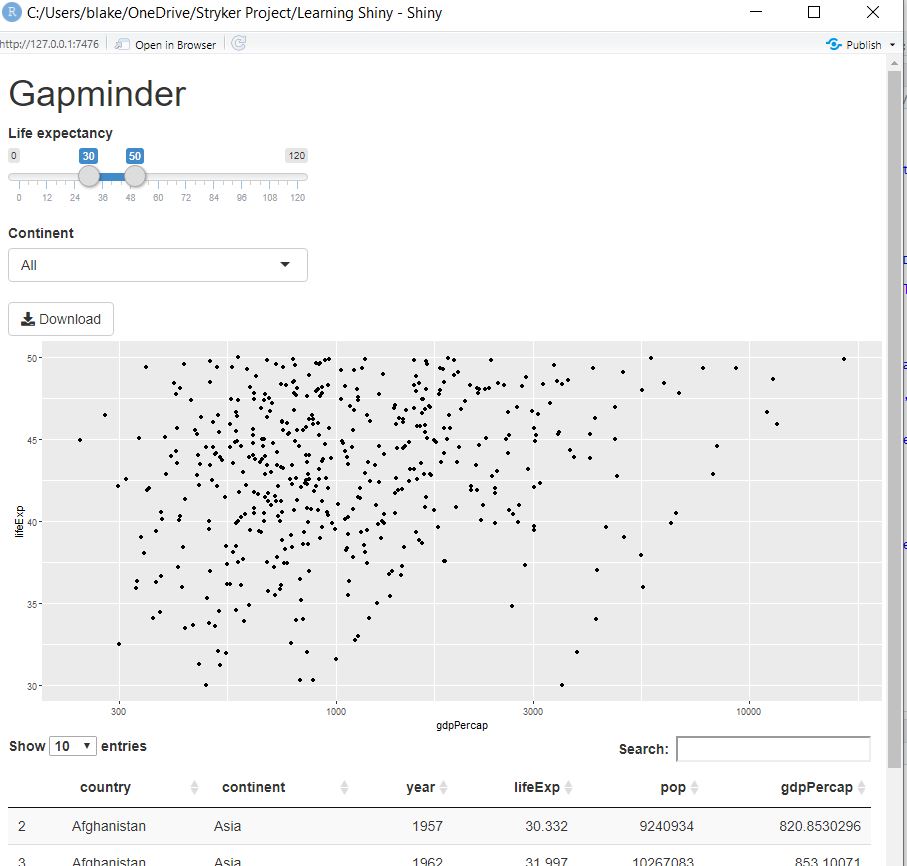 C:/Users/blake/OneDrive/Stryker Project/Learning Shiny - Shiny
http://127.0.0.1:7476 Open in Browser Publish
Gapminder
Life expectancy
0 30 50 120
0 12 24 36 48 60 72 84 96 108 120
Continent
All
Download
50
45
40
35
30
lifeExp
300 1000 3000 10000
gdpPercap
Show 10 entries Search:
country continent year lifeExp pop gdpPercap
2 Afghanistan Asia 1957 30.332 9240934 820.8530296
3 Afghanistan Asia 1962 31.997 10267083 853.10071